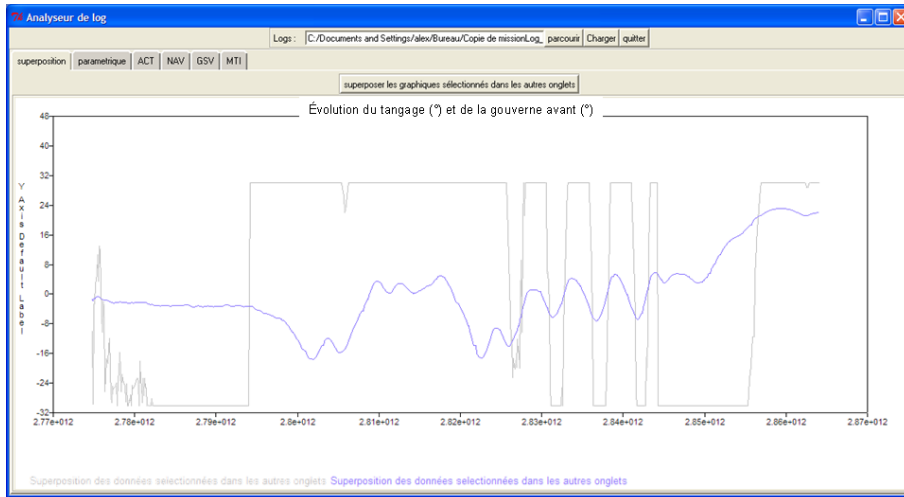 Analyseur de log
Logs : C:/Documents and Settings/alex/Bureau/Copie de missionLog_ parcourir Charger quitter
superposition parametrique ACT NAV GSV MTI
superposer les graphiques sélectionnés dans les autres onglets
Évolution du tangage (°) et de la gouverne avant (°)
48
40
32
24
16
8
0
-8
-16
-24
-32
Y Axis Default Label
2.77e+012 2.78e+012 2.79e+012 2.8e+012 2.81e+012 2.82e+012 2.83e+012 2.84e+012 2.85e+012 2.86e+012 2.87e+012
Superposition des données selectionnées dans les autres onglets Superposition des données selectionnées dans les autres onglets